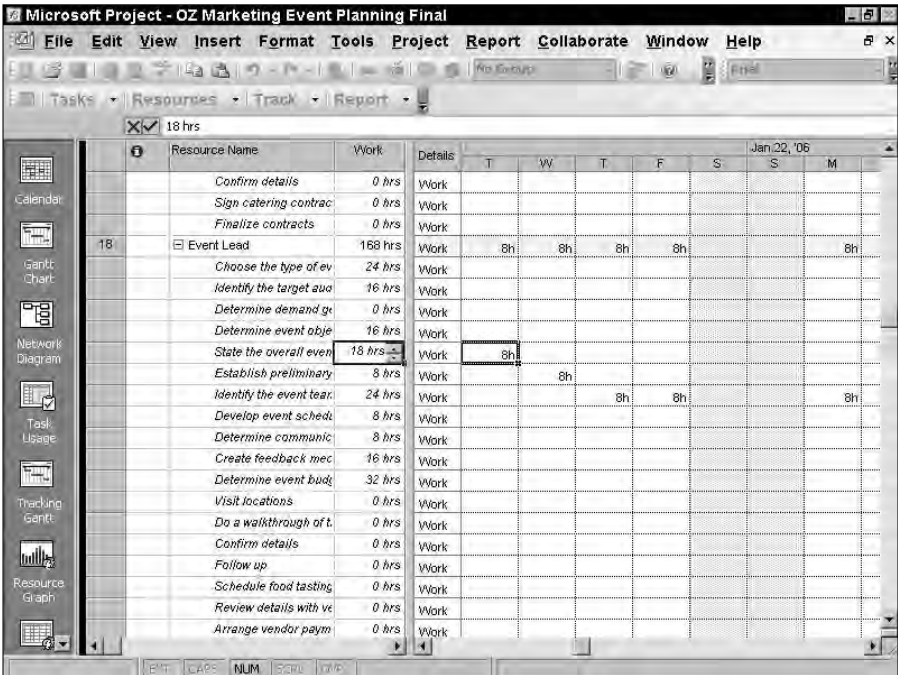 Microsoft Project - OZ Marketing Event Planning Final
File Edit View Insert Format Tools Project Report Collaborate Window Help
No Group Arial
Tasks Resources Track Report
18 hrs
Resource Name Work Details Jan 22, '06
T W T F S S M
Confirm details 0 hrs Work
Sign catering contrac 0 hrs Work
Finalize contracts 0 hrs Work
18 Event Lead 168 hrs Work 8h 8h 8h 8h 8h
Choose the type of ev 24 hrs Work
Identify the target aud 16 hrs Work
Determine demand ge 0 hrs Work
Determine event obje 16 hrs Work
State the overall even 18 hrs Work 8h
Establish preliminary 8 hrs Work 8h
Identify the event tear 24 hrs Work 8h 8h 8h
Develop event schedu 8 hrs Work
Determine communic 8 hrs Work
Create feedback mec 16 hrs Work
Determine event budg 32 hrs Work
Visit locations 0 hrs Work
Do a walkthrough of t 0 hrs Work
Confirm details 0 hrs Work
Follow up 0 hrs Work
Schedule food tasting 0 hrs Work
Review details with ve 0 hrs Work
Arrange vendor paym 0 hrs Work
Calendar
Gantt
Chart
Network
Diagram
Task
Usage
Tracking
Gantt
Resource
Graph
EXT CAPS NUM SCRL OVR